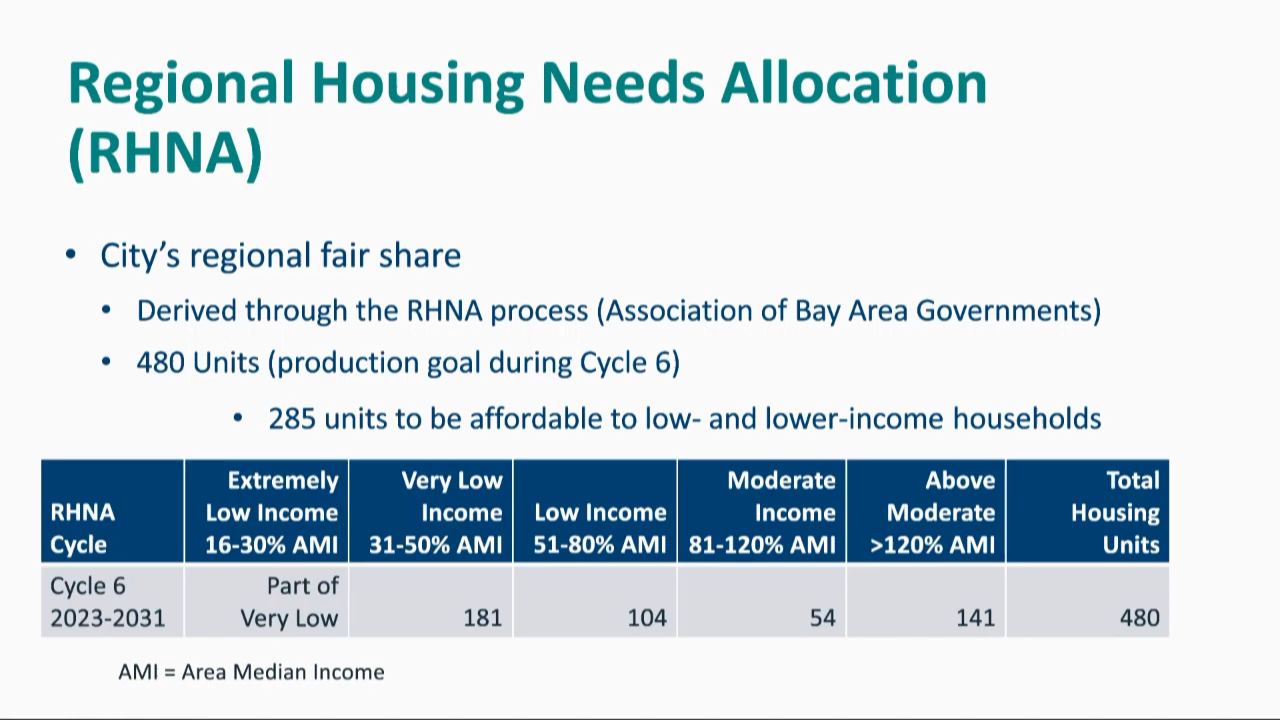 Regional Housing Needs Allocation
(RHNA)
• City’s regional fair share
• Derived through the RHNA process (Association of Bay Area Governments)
• 480 Units (production goal during Cycle 6)
• 285 units to be affordable to low- and lower-income households
RHNA Cycle | Extremely Low Income 16-30% AMI | Very Low Income 31-50% AMI | Low Income 51-80% AMI | Moderate Income 81-120% AMI | Above Moderate >120% AMI | Total Housing Units
Cycle 6 2023-2031 | Part of Very Low | 181 | 104 | 54 | 141 | 480
AMI = Area Median Income